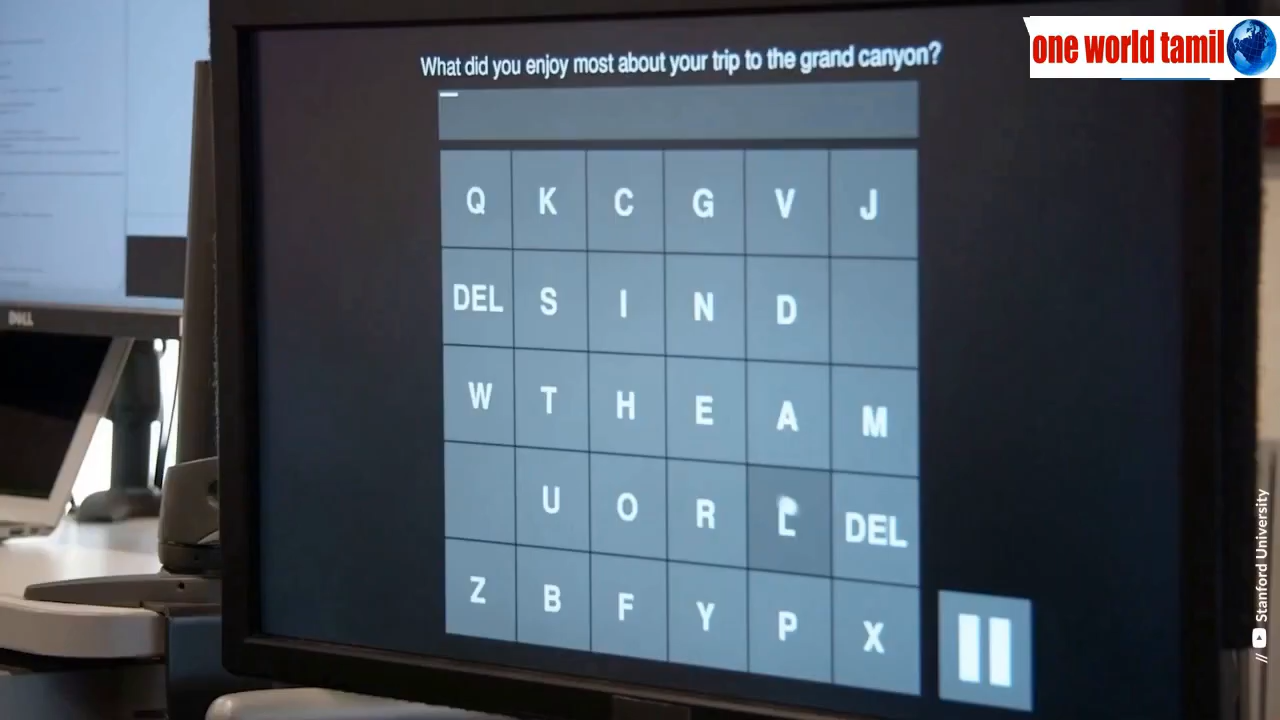 one world tamil
What did you enjoy most about your trip to the grand canyon?
Q K C G V J
DEL S I N D
W T H E A M
U O R L DEL
Z B F Y P X
DELL
// Stanford University